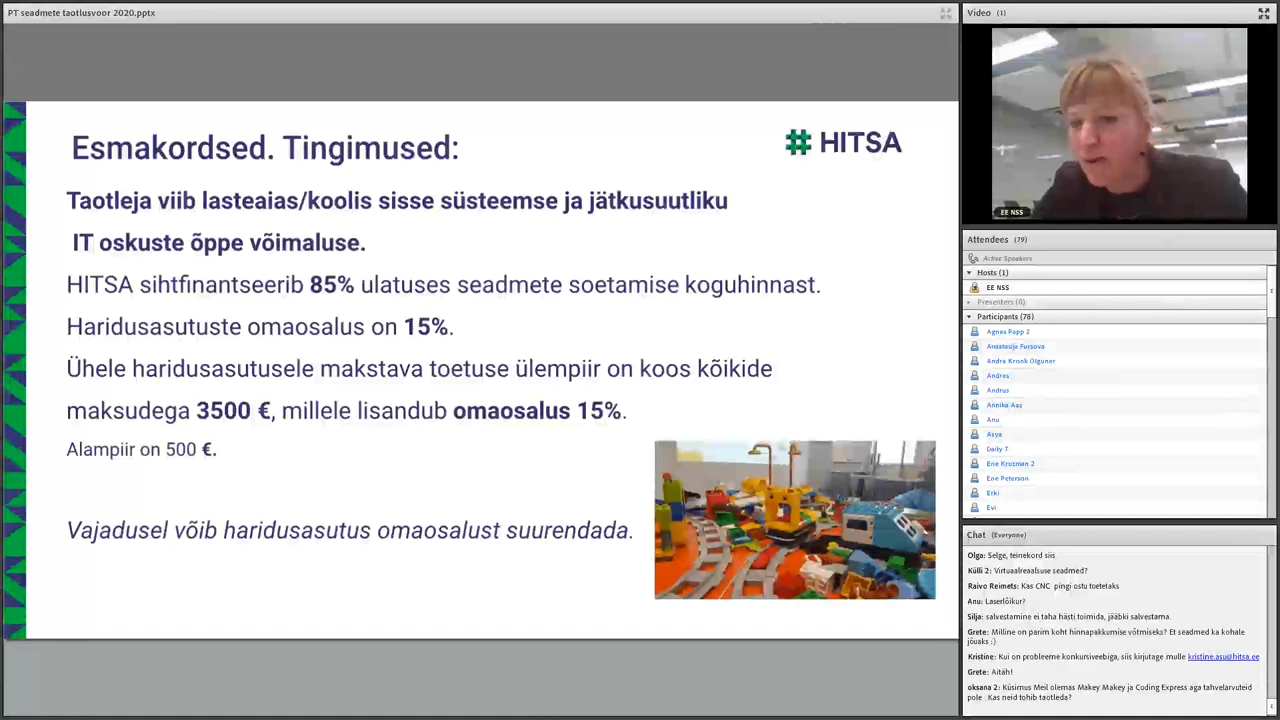 PT seadmete taotlusvoor 2020.pptx
Esmakordsed. Tingimused:
HITSA
Taotleja viib lasteaias/koolis sisse süsteemse ja jätkusuutliku
IT oskuste õppe võimaluse.
HITSA sihtfinantseerib 85% ulatuses seadmete soetamise koguhinnast.
Haridusasutuste omaosalus on 15%.
Ühele haridusasutusele makstava toetuse ülempiir on koos kõikide
maksudega 3500 €, millele lisandub omaosalus 15%.
Alampiir on 500 €.
Vajadusel võib haridusasutus omaosalust suurendada.
Video (1)
EE NSS
Attendees (79)
Active Speakers
Hosts (1)
EE NSS
Presenters (0)
Participants (78)
Agnes Papp 2
Anastasija Fursova
Andra Kronk Olguner
Andres
Andrus
Annika Aas
Anu
Asya
Daily T
Ene Kruzman 2
Ene Peterson
Erki
Evi
Chat (Everyone)
Olga: Selge, teinekord siis
Külli 2: Virtuaalreaalsuse seadmed?
Raivo Reimets: Kas CNC pingi ostu toetetaks
Anu: Laserlõikur?
Silja: salvestamine ei taha hästi toimida, jääbki salvestama.
Grete: Milline on parim koht hinnapakkumise võtmiseks? Et seadmed ka kohale
jõuaks :)
Kristine: Kui on probleeme konkursiveebiga, siis kirjutage mulle kristine.asu@hitsa.ee
Grete: Aitäh!
oksana 2: Küsimus Meil olemas Makey Makey ja Coding Express aga tahvelarvuteid
pole Kas neid tohib taotleda?